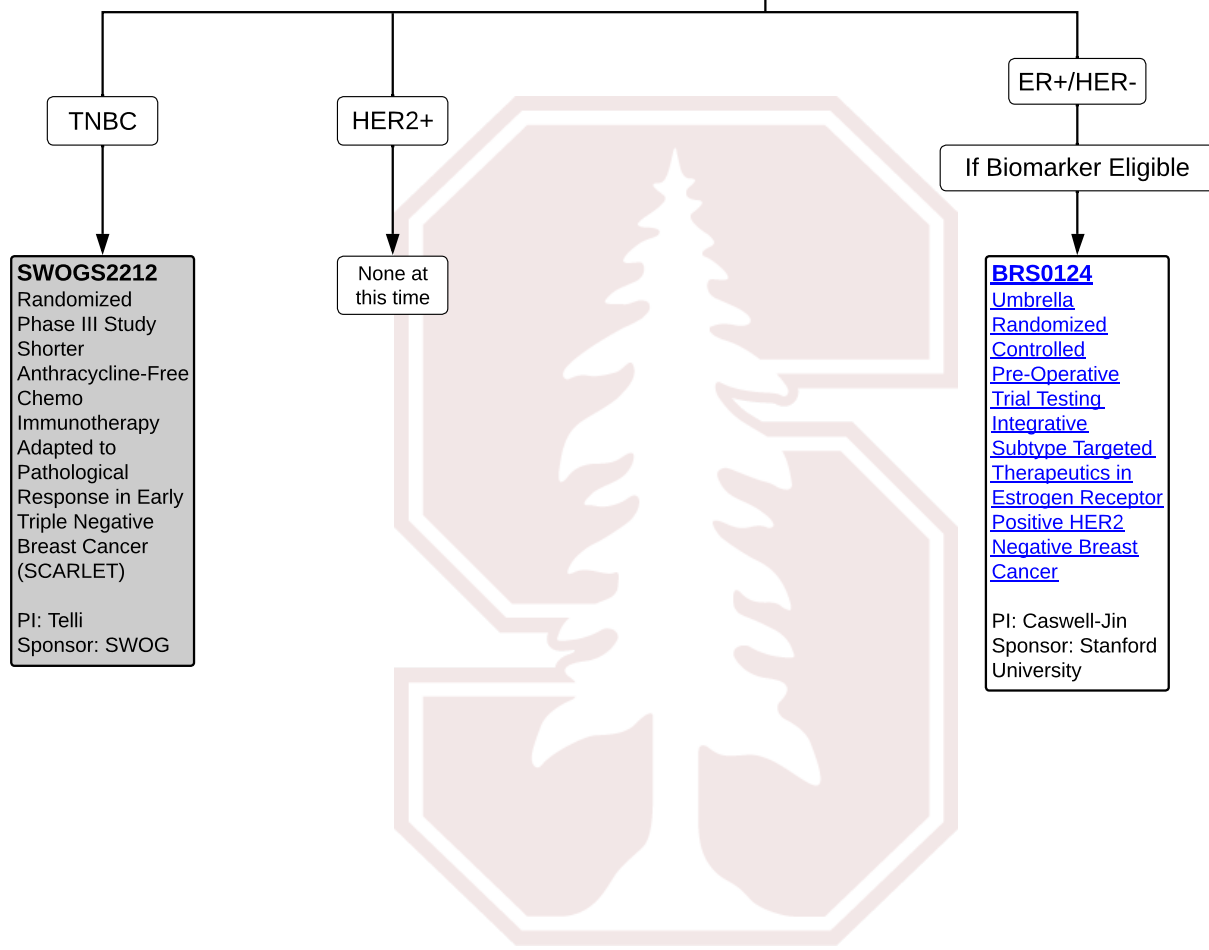 TNBC
HER2+
ER+/HER-
If Biomarker Eligible
SWOGS2212
Randomized
Phase III Study
Shorter
Anthracycline-Free
Chemo
Immunotherapy
Adapted to
Pathological
Response in Early
Triple Negative
Breast Cancer
(SCARLET)
PI: Telli
Sponsor: SWOG
None at
this time
BRS0124
Umbrella
Randomized
Controlled
Pre-Operative
Trial Testing
Integrative
Subtype Targeted
Therapeutics in
Estrogen Receptor
Positive HER2
Negative Breast
Cancer
PI: Caswell-Jin
Sponsor: Stanford
University